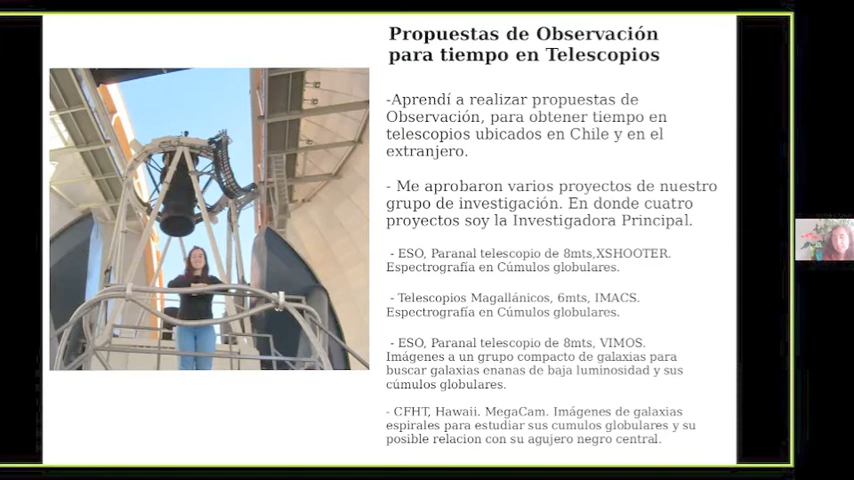 Propuestas de Observación
para tiempo en Telescopios
-Aprendí a realizar propuestas de
Observación, para obtener tiempo en
telescopios ubicados en Chile y en el
extranjero.
- Me aprobaron varios proyectos de nuestro
grupo de investigación. En donde cuatro
proyectos soy la Investigadora Principal.
- ESO, Paranal telescopio de 8mts,XSHOOTER.
Espectrografía en Cúmulos globulares.
- Telescopios Magallánicos, 6mts, IMACS.
Espectrografía en Cúmulos globulares.
- ESO, Paranal telescopio de 8mts, VIMOS.
Imágenes a un grupo compacto de galaxias para
buscar galaxias enanas de baja luminosidad y sus
cúmulos globulares.
- CFHT, Hawaii. MegaCam. Imágenes de galaxias
espirales para estudiar sus cumulos globulares y su
posible relacion con su agujero negro central.